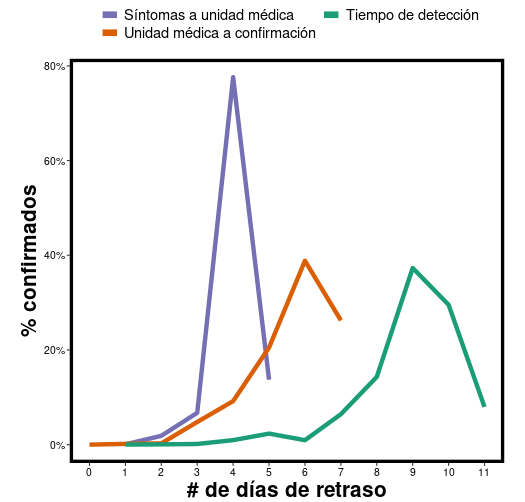 Síntomas a unidad médica Tiempo de detección
Unidad médica a confirmación
80%
60%
40%
20%
0%
% confirmados
0 1 2 3 4 5 6 7 8 9 10 11
# de días de retraso